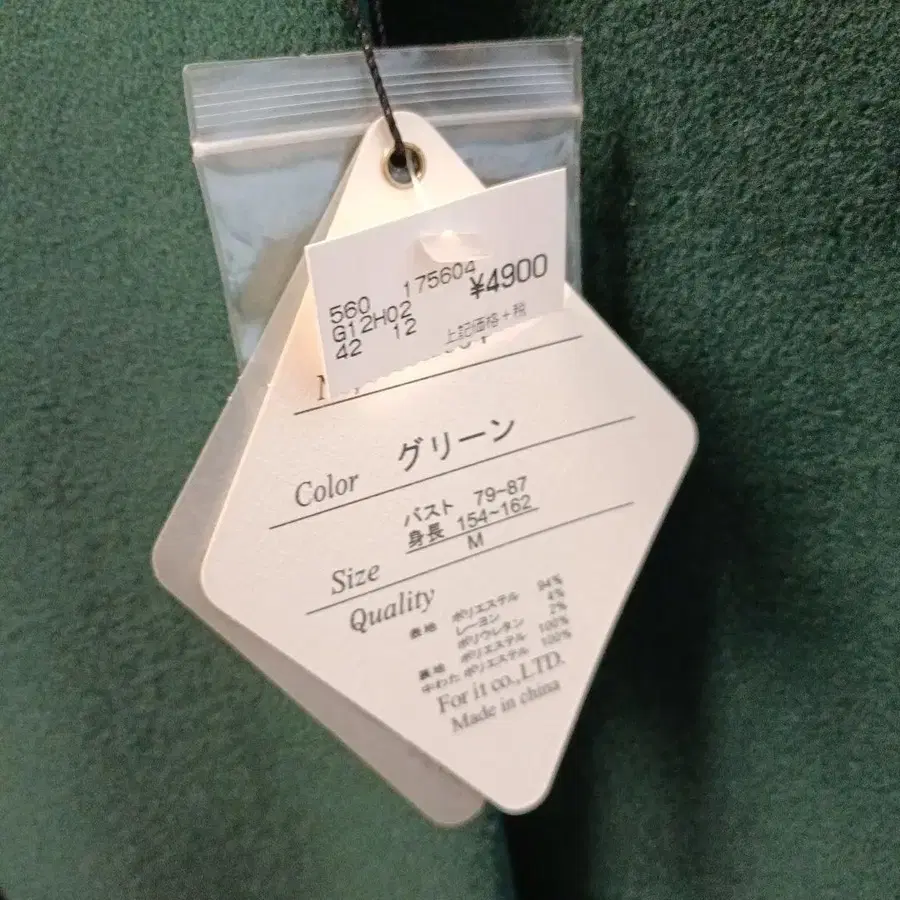 560 175604
G12H02 ¥4900
42 12 上記価格+税
Color グリーン
バスト 79-87
身長 154~162
Size M
Quality
表地 ポリエステル 94%
レーヨン 4%
ポリウレタン 2%
裏地 ポリエステル 100%
中わた ポリエステル 100%
For it co.,LTD.
Made in china